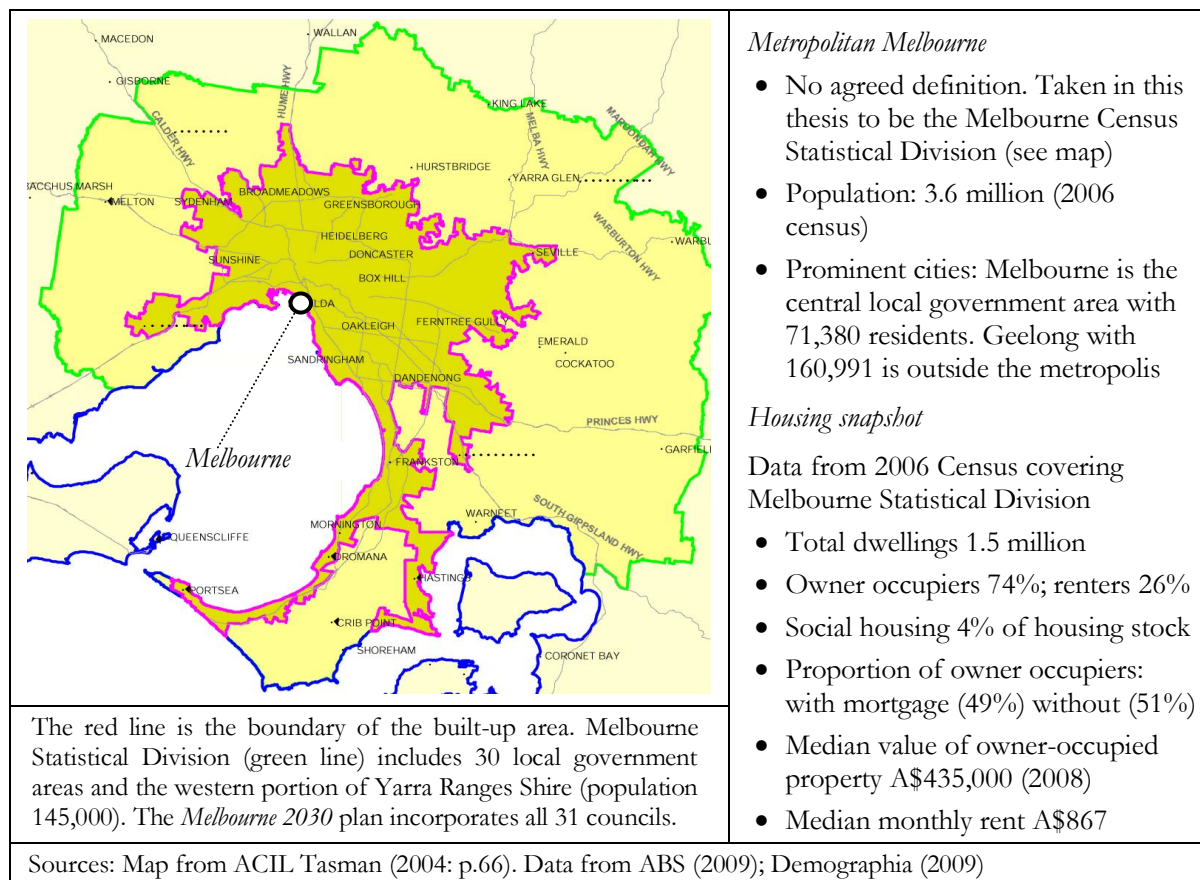 MACEDON
WALLAN
GISBORNE
HUME HWY
CALDER HWY
KING LAKE
MELBA HWY
MAROONDAH HWY
HURSTBRIDGE
YARRA GLEN
BACCHUS MARSH
MELTON
SYDENHAM
BROADMEADOWS
GREENSBOROUGH
WARBURTON HWY
HEIDELBERG
DONCASTER
SEVILLE
WARBU
SUNSHINE
BOX HILL
LDA
OAKLEIGH
FERNTREE GULLY
EMERALD
COCKATOO
SANDRINGHAM
DANDENONG
PRINCES HWY
Melbourne
FRANKSTON
GARFIEL
SOUTH GIPPSLAND HWY
WARNEET
MORNINGTON
QUEENSCLIFFE
DROMANA
HASTINGS
PORTSEA
CRIB POINT
SHOREHAM
CORONET BAY
The red line is the boundary of the built-up area. Melbourne
Statistical Division (green line) includes 30 local government
areas and the western portion of Yarra Ranges Shire (population
145,000). The Melbourne 2030 plan incorporates all 31 councils.
Metropolitan Melbourne
• No agreed definition. Taken in this
thesis to be the Melbourne Census
Statistical Division (see map)
• Population: 3.6 million (2006
census)
• Prominent cities: Melbourne is the
central local government area with
71,380 residents. Geelong with
160,991 is outside the metropolis
Housing snapshot
Data from 2006 Census covering
Melbourne Statistical Division
• Total dwellings 1.5 million
• Owner occupiers 74%; renters 26%
• Social housing 4% of housing stock
• Proportion of owner occupiers:
with mortgage (49%) without (51%)
• Median value of owner-occupied
property A$435,000 (2008)
• Median monthly rent A$867
Sources: Map from ACIL Tasman (2004: p.66). Data from ABS (2009); Demographia (2009)